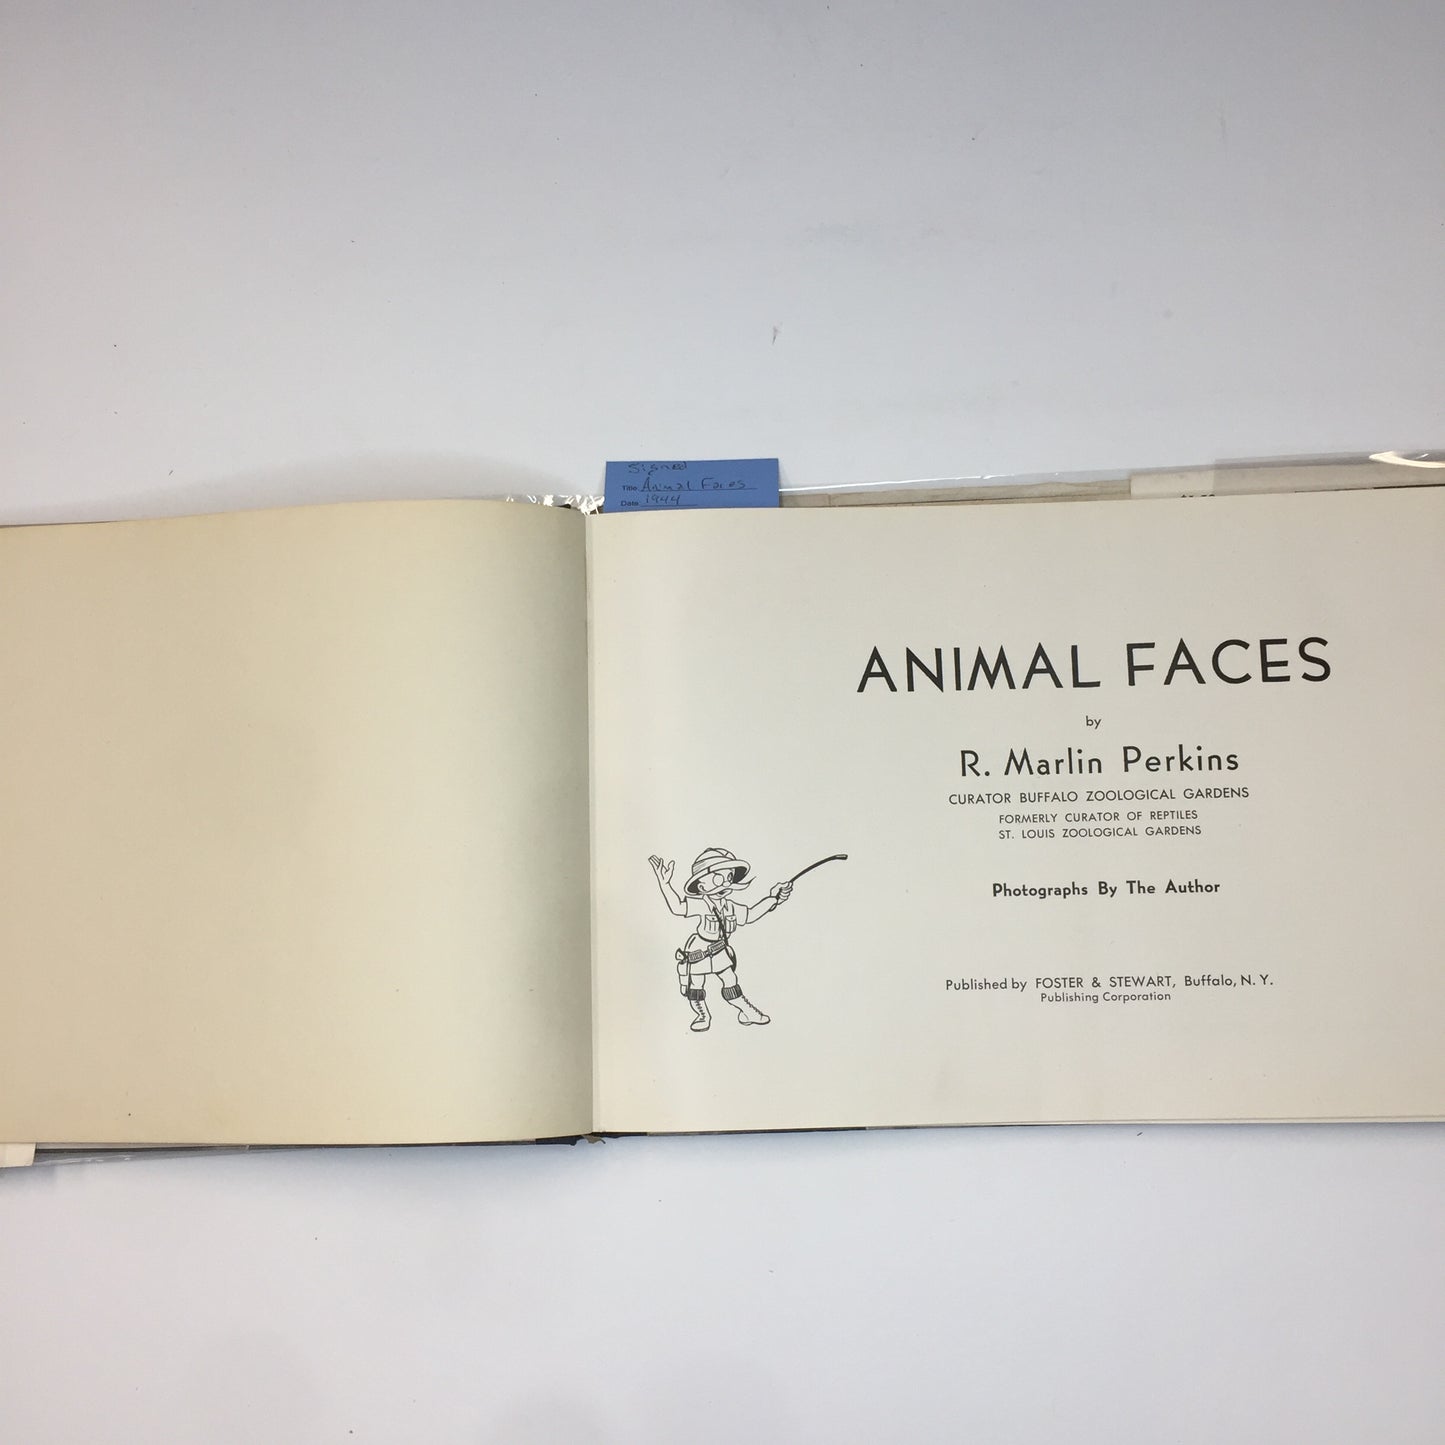 Signed
Title Animal Faces
Date 1944
ANIMAL FACES
by
R. Marlin Perkins
CURATOR BUFFALO ZOOLOGICAL GARDENS
FORMERLY CURATOR OF REPTILES
ST. LOUIS ZOOLOGICAL GARDENS
Photographs By The Author
Published by FOSTER & STEWART, Buffalo, N. Y.
Publishing Corporation